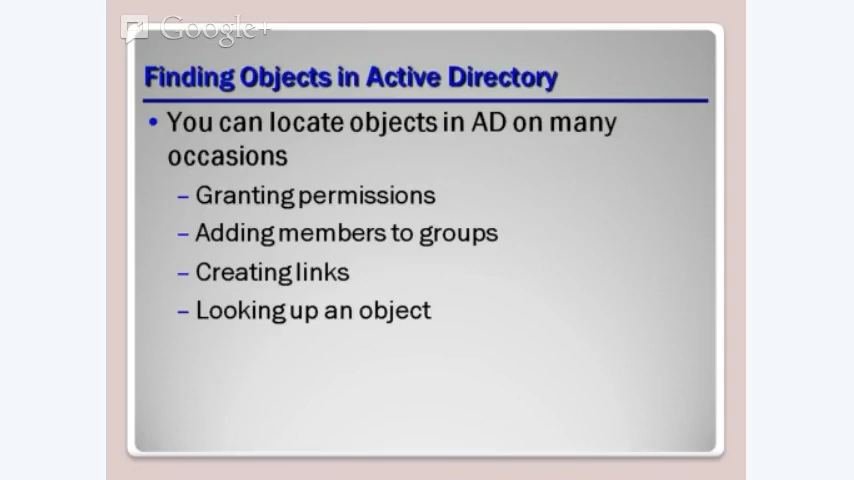 Google+
Finding Objects in Active Directory
• You can locate objects in AD on many
occasions
– Granting permissions
– Adding members to groups
– Creating links
– Looking up an object